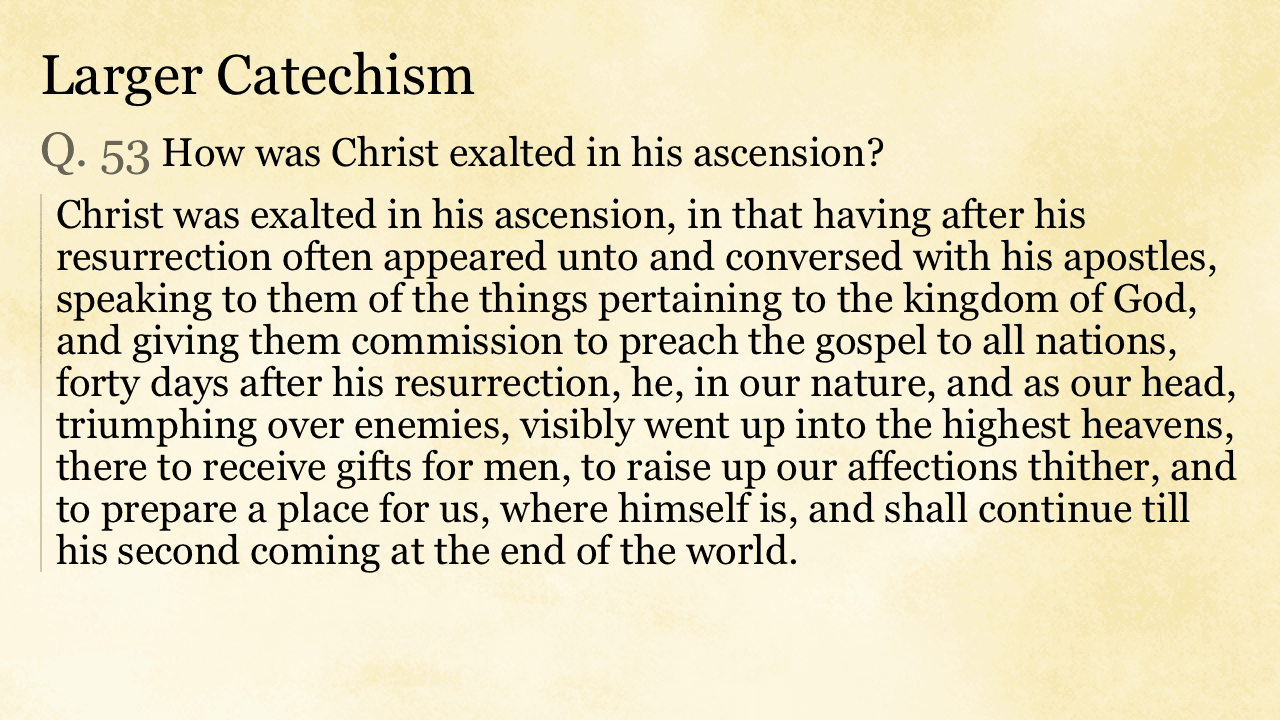 Larger Catechism
Q. 53 How was Christ exalted in his ascension?
Christ was exalted in his ascension, in that having after his
resurrection often appeared unto and conversed with his apostles,
speaking to them of the things pertaining to the kingdom of God,
and giving them commission to preach the gospel to all nations,
forty days after his resurrection, he, in our nature, and as our head,
triumphing over enemies, visibly went up into the highest heavens,
there to receive gifts for men, to raise up our affections thither, and
to prepare a place for us, where himself is, and shall continue till
his second coming at the end of the world.